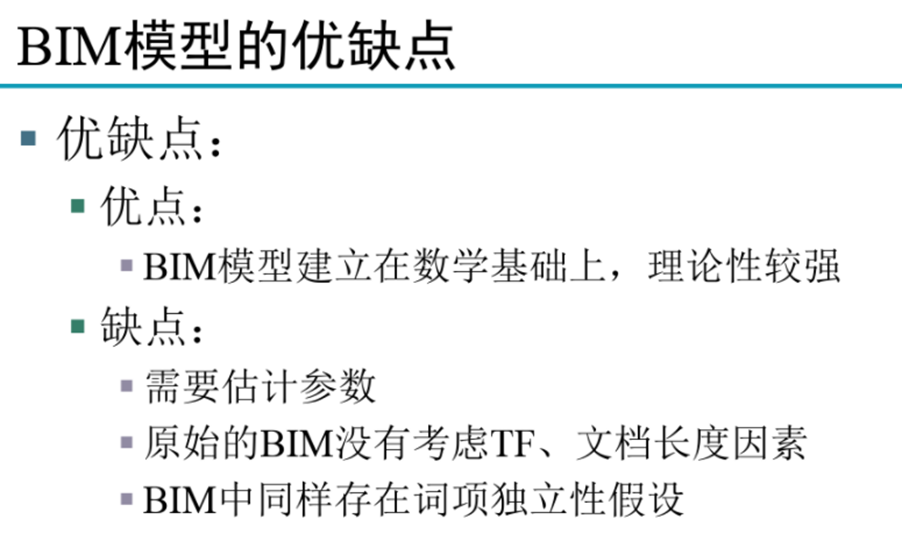 BIM模型的优缺点
优缺点：
优点：
BIM模型建立在数学基础上，理论性较强
缺点：
需要估计参数
原始的BIM没有考虑TF、文档长度因素
BIM中同样存在词项独立性假设